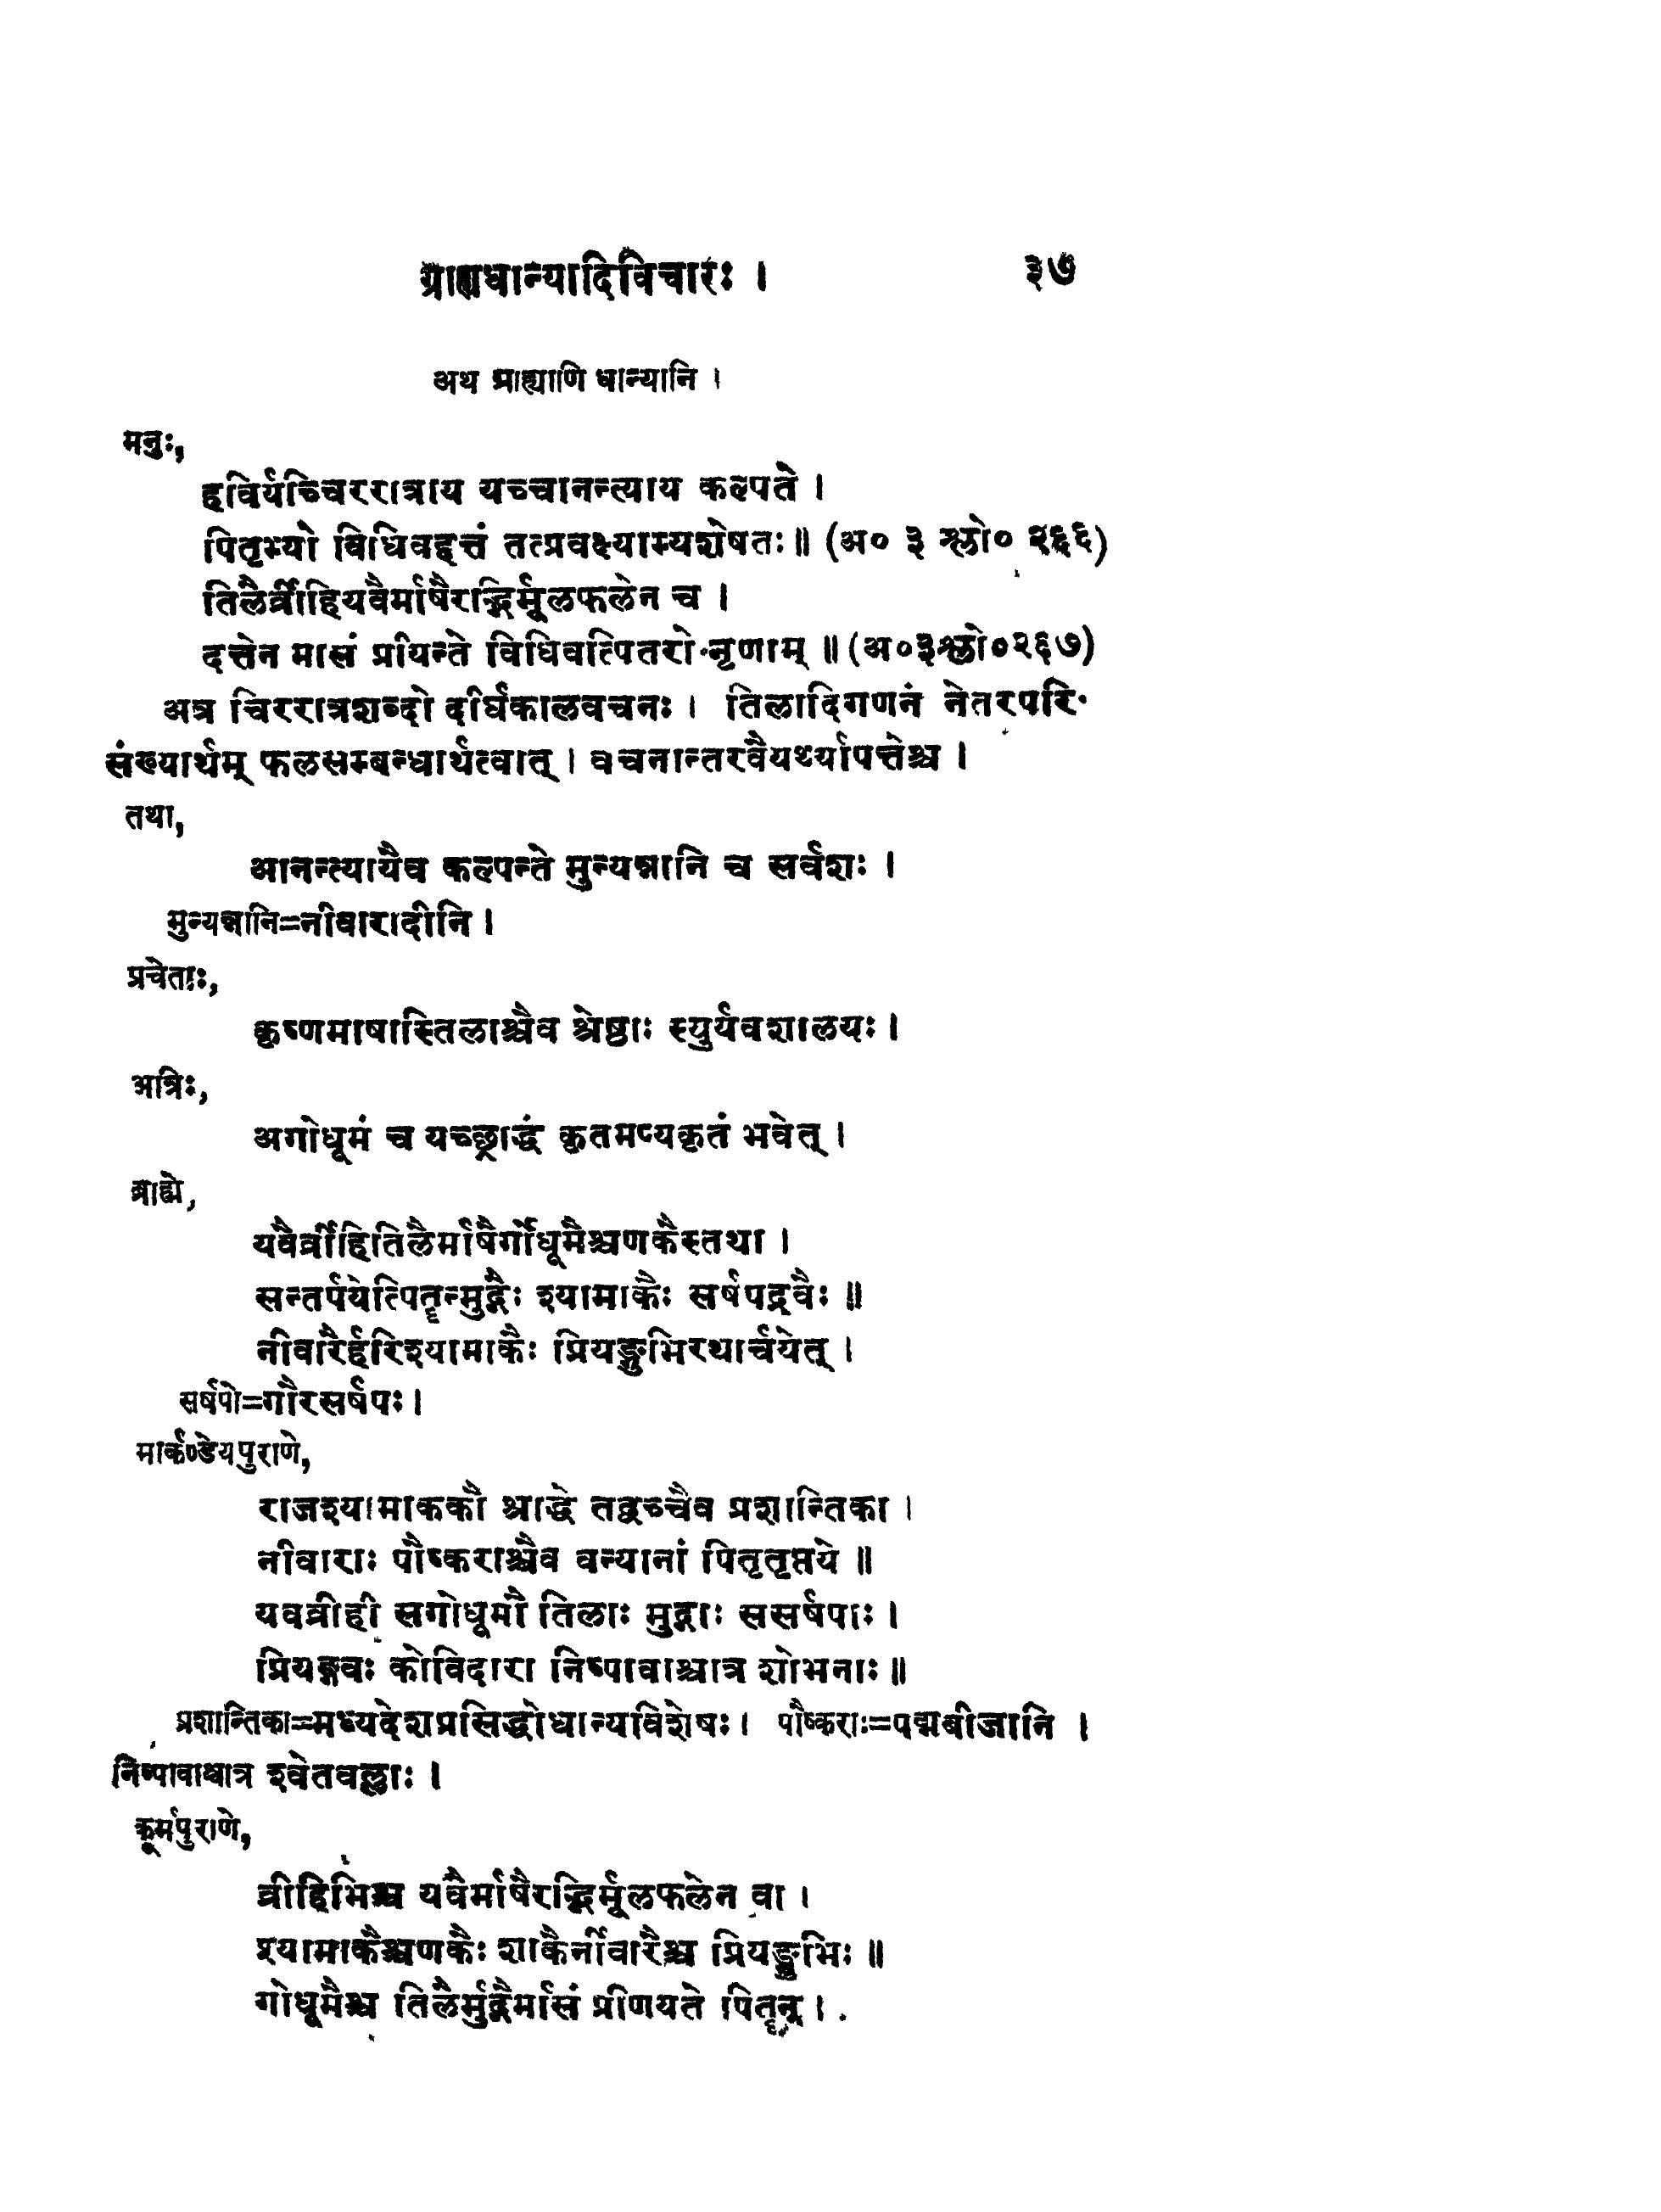 ग्राह्यधान्यादिविचारः । ३७
अथ ग्राह्याणि धान्यानि ।
मनुः,
हविर्यच्चिररात्राय यच्चानन्त्याय कल्पते ।
पितृभ्यो विधिवद्दत्तं तत्प्रवक्ष्याम्यशेषतः ॥ (अ० ३ श्लो० २६६)
तिलैर्व्रीहियवैर्माषैरद्भिर्मूलफलेन च ।
दत्तेन मासं प्रीयन्ते विधिवत्पितरो नृणाम् ॥ (अ०३श्लो०२६७)
अत्र चिररात्रशब्दो दीर्घकालवचनः । तिलादिगणनं नेतरपरि-
संख्यार्थम् फलसम्बन्धार्थत्वात् । वचनान्तरवैयर्थ्यापत्तेश्च ।
तथा,
आनन्त्यायैव कल्पन्ते मुन्यन्नानि च सर्वशः ।
मुन्यन्नानि=नीवारादीनि ।
प्रचेताः,
कृष्णमाषास्तिलाश्चैव श्रेष्ठाः स्युर्यवशालयः ।
अत्रिः,
अगोधूमं च यच्छ्राद्धं कृतमप्यकृतं भवेत् ।
ब्राह्मे,
यवैर्व्रीहितिलैर्माषैर्गोधूमैश्चणकैस्तथा ।
सन्तर्पयेत्पितॄन्मुद्गैः श्यामाकैः सर्षपद्रवैः ॥
नीवारैर्हरिश्यामाकैः प्रियङ्गुभिरथार्चयेत् ।
सर्षपो=गौरसर्षपः ।
मार्कण्डेयपुराणे,
राजश्यामाककौ श्राद्धे तद्वच्चैव प्रशान्तिका ।
नीवाराः पौष्कराश्चैव वन्यानां पितृतृप्तये ॥
यवव्रीही सगोधूमौ तिलाः मुद्गाः ससर्षपाः ।
प्रियङ्गवः कोविदारा निष्पावाश्चात्र शोभनाः ॥
प्रशान्तिका=मध्यदेशप्रसिद्धोधान्यविशेषः । पौष्कराः=पद्मबीजानि ।
निष्पावाश्चात्र श्वेतवल्लाः ।
कूर्मपुराणे,
व्रीहिभिश्च यवैर्माषैरद्भिर्मूलफलेन वा ।
श्यामाकैश्चणकैः शाकैर्नीवारैश्च प्रियङ्गुभिः ॥
गोधूमैश्च तिलैर्मुद्गैर्मासं प्रीणयते पितॄन् ।